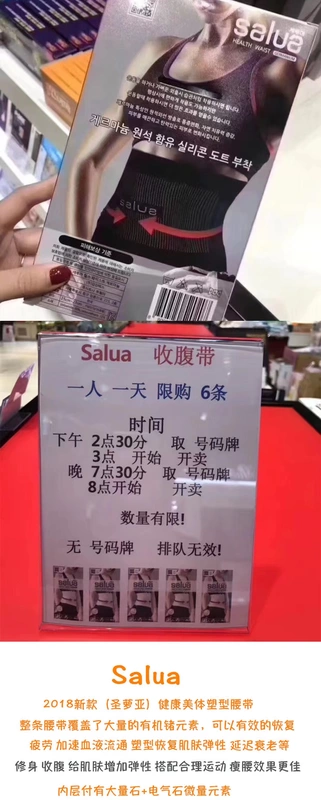 salua
HEALTH WAIST
게르마늄 원석 함유 실리콘 도트 부착
salua
피해보상 기준
Salua 收腹带
一人 一天 限购 6条
时间
下午 2点30分 取 号码牌
3点 开始 开卖
晚 7点30分 取 号码牌
8点开始 开卖
数量有限!
无 号码牌 排队无效!
Salua
2018新款（圣萝亚）健康美体塑型腰带
整条腰带覆盖了大量的有机锗元素，可以有效的恢复
疲劳 加速血液流通 塑型恢复肌肤弹性 延迟衰老等
修身 收腹 给肌肤增加弹性 搭配合理运动 瘦腰效果更佳
内层付有大量石+电气石微量元素